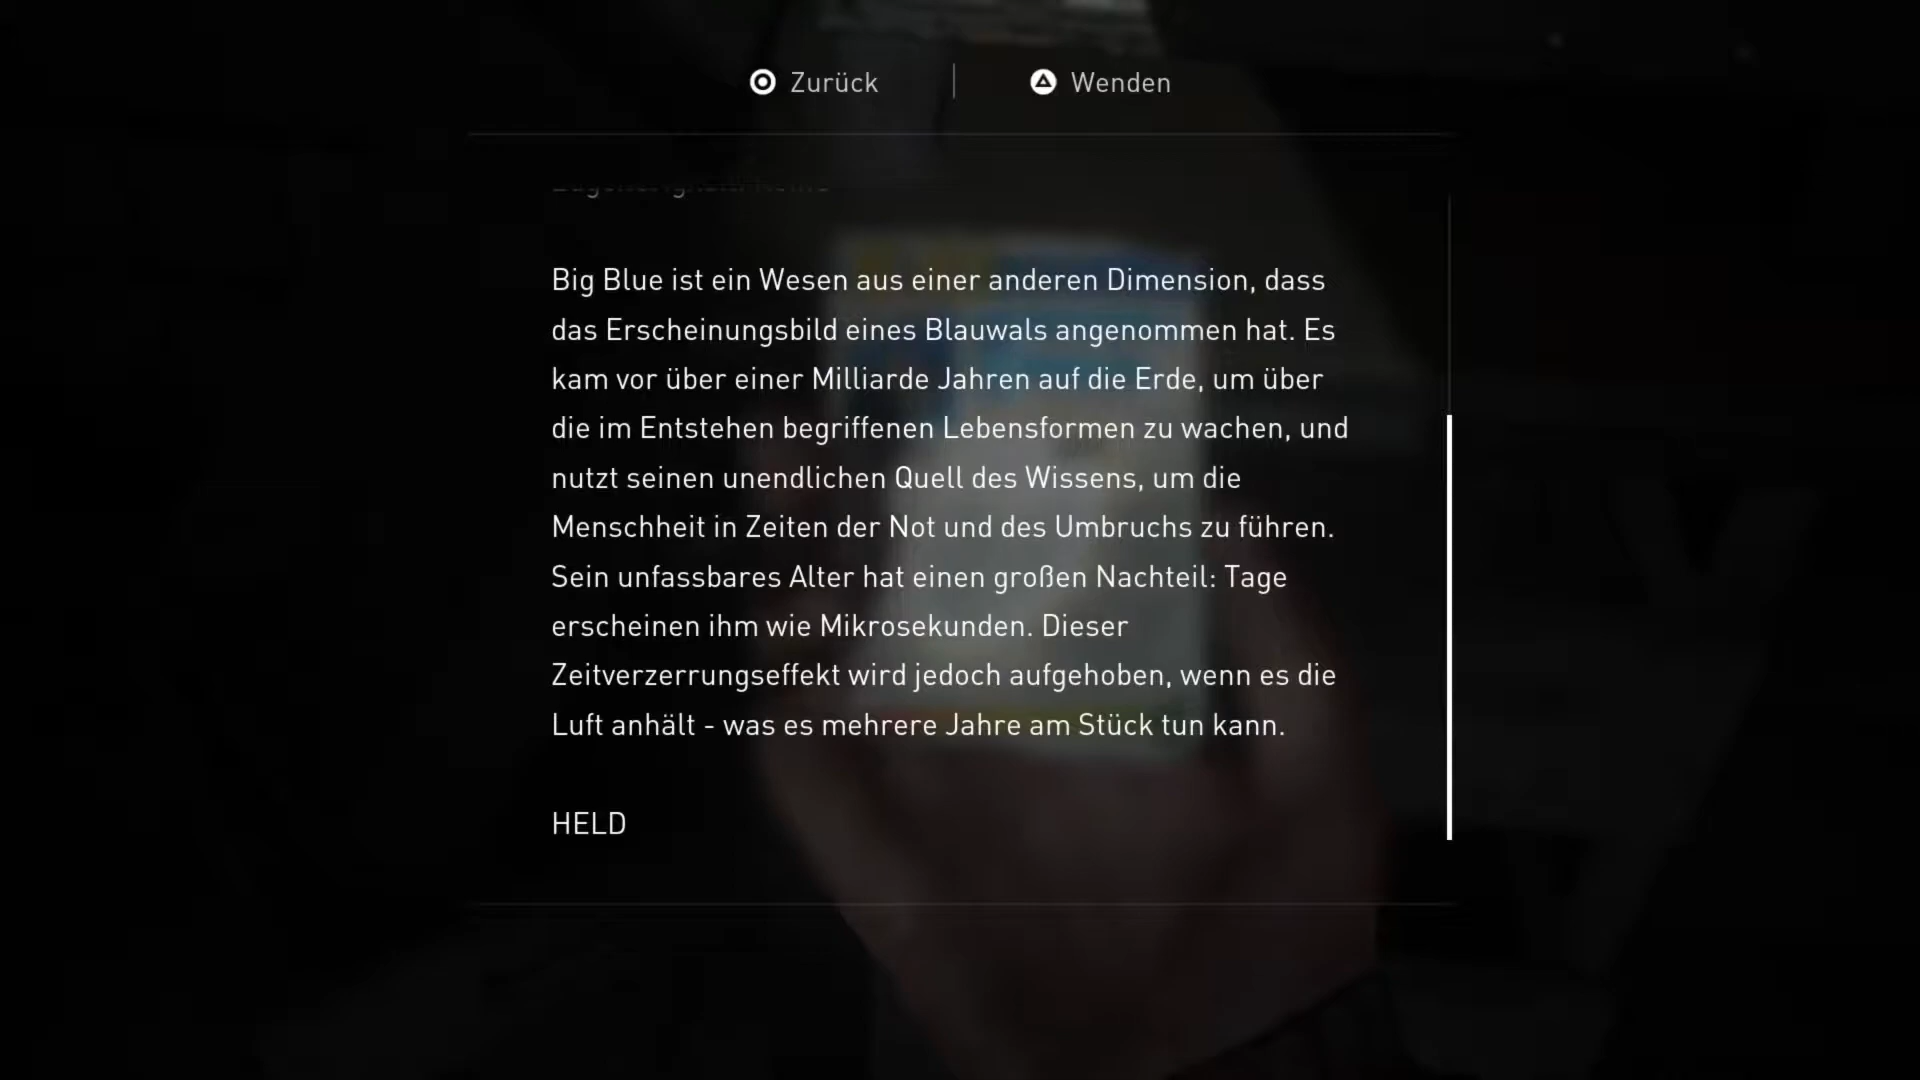 Zurück
Wenden
Big Blue ist ein Wesen aus einer anderen Dimension, dass
das Erscheinungsbild eines Blauwals angenommen hat. Es
kam vor über einer Milliarde Jahren auf die Erde, um über
die im Entstehen begriffenen Lebensformen zu wachen, und
nutzt seinen unendlichen Quell des Wissens, um die
Menschheit in Zeiten der Not und des Umbruchs zu führen.
Sein unfassbares Alter hat einen großen Nachteil: Tage
erscheinen ihm wie Mikrosekunden. Dieser
Zeitverzerrungseffekt wird jedoch aufgehoben, wenn es die
Luft anhält - was es mehrere Jahre am Stück tun kann.
HELD